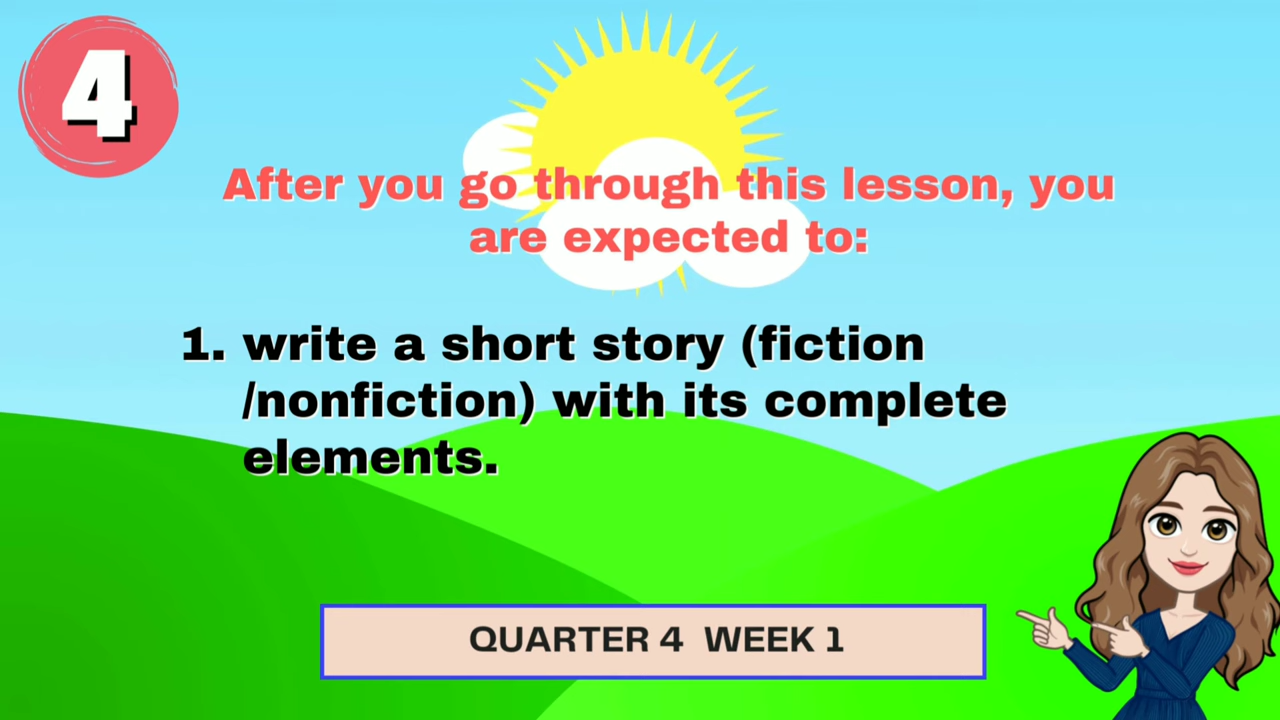 4
After you go through this lesson, you
are expected to:
1. write a short story (fiction
/nonfiction) with its complete
elements.
QUARTER 4 WEEK 1